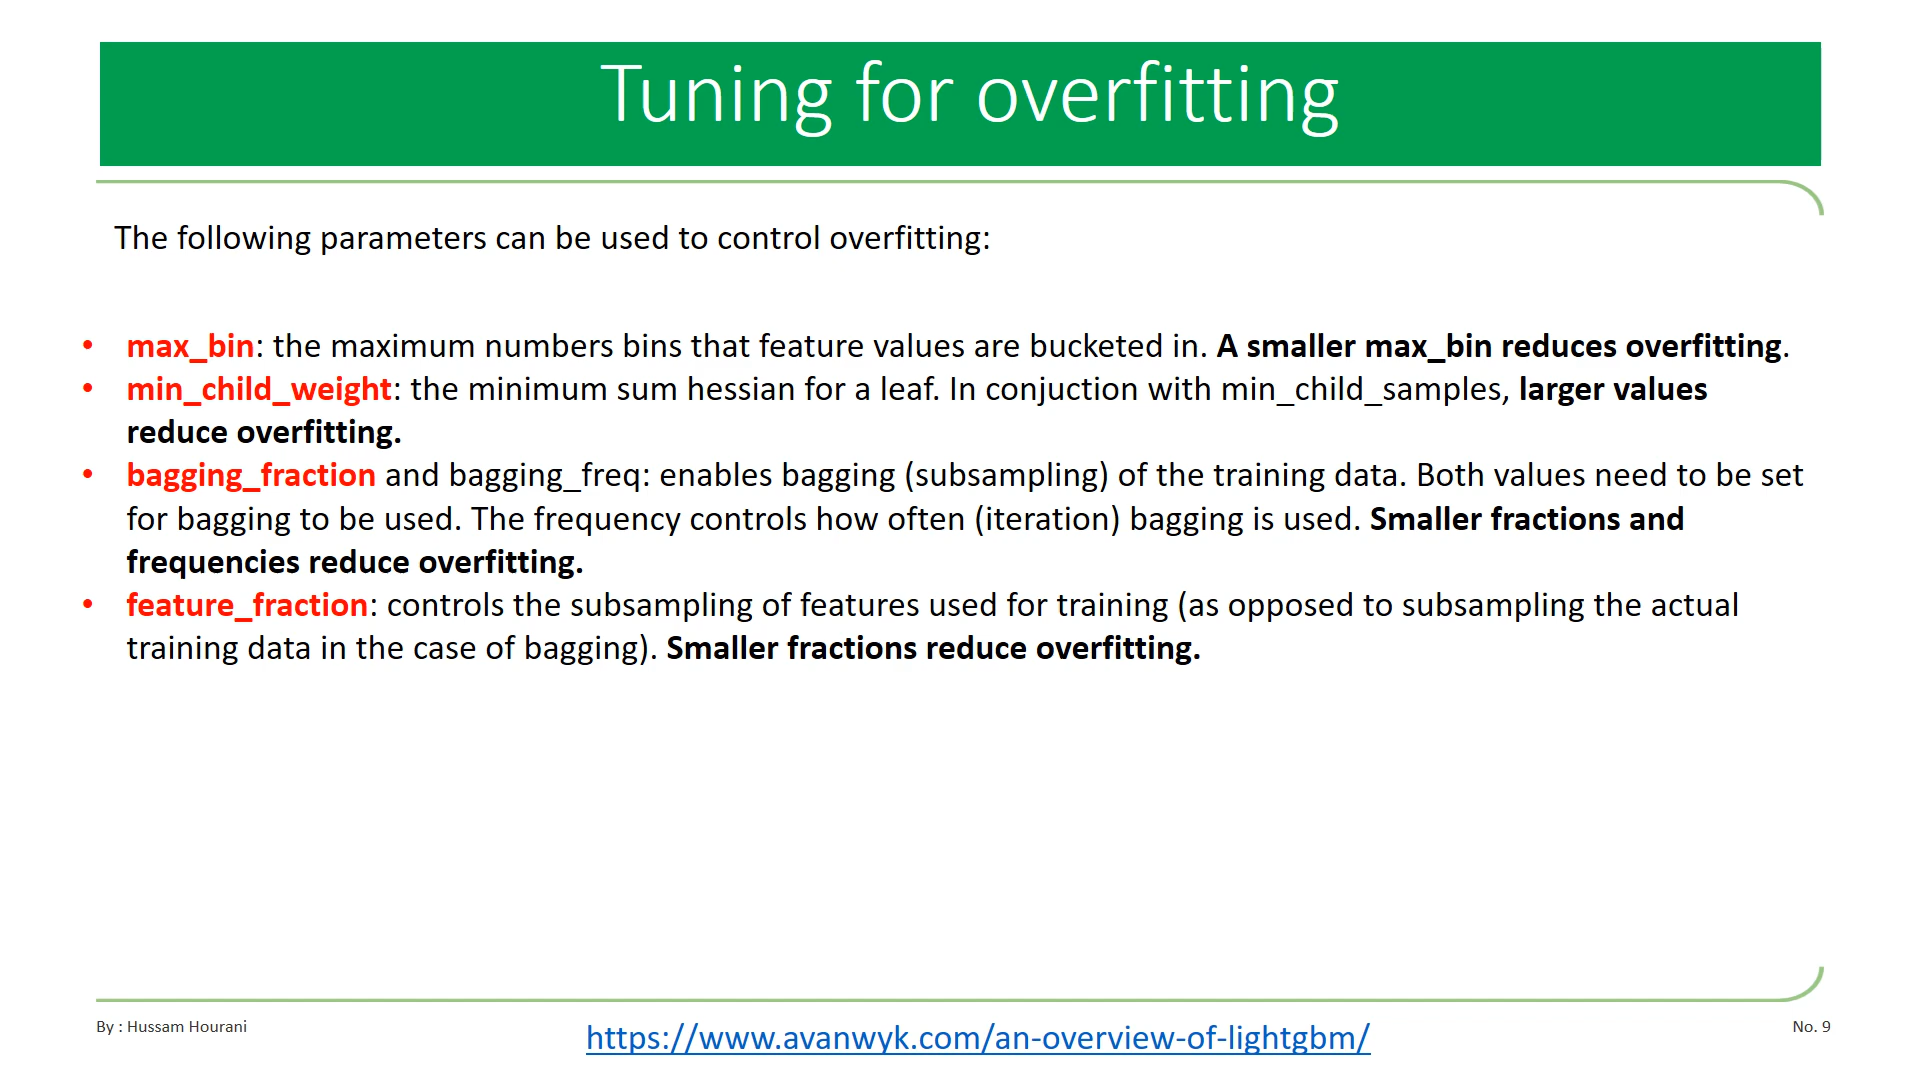 Tuning for overfitting
The following parameters can be used to control overfitting:
• max_bin: the maximum numbers bins that feature values are bucketed in. A smaller max_bin reduces overfitting.
• min_child_weight: the minimum sum hessian for a leaf. In conjuction with min_child_samples, larger values
reduce overfitting.
• bagging_fraction and bagging_freq: enables bagging (subsampling) of the training data. Both values need to be set
for bagging to be used. The frequency controls how often (iteration) bagging is used. Smaller fractions and
frequencies reduce overfitting.
• feature_fraction: controls the subsampling of features used for training (as opposed to subsampling the actual
training data in the case of bagging). Smaller fractions reduce overfitting.
By : Hussam Hourani
https://www.avanwyk.com/an-overview-of-lightgbm/
No. 9